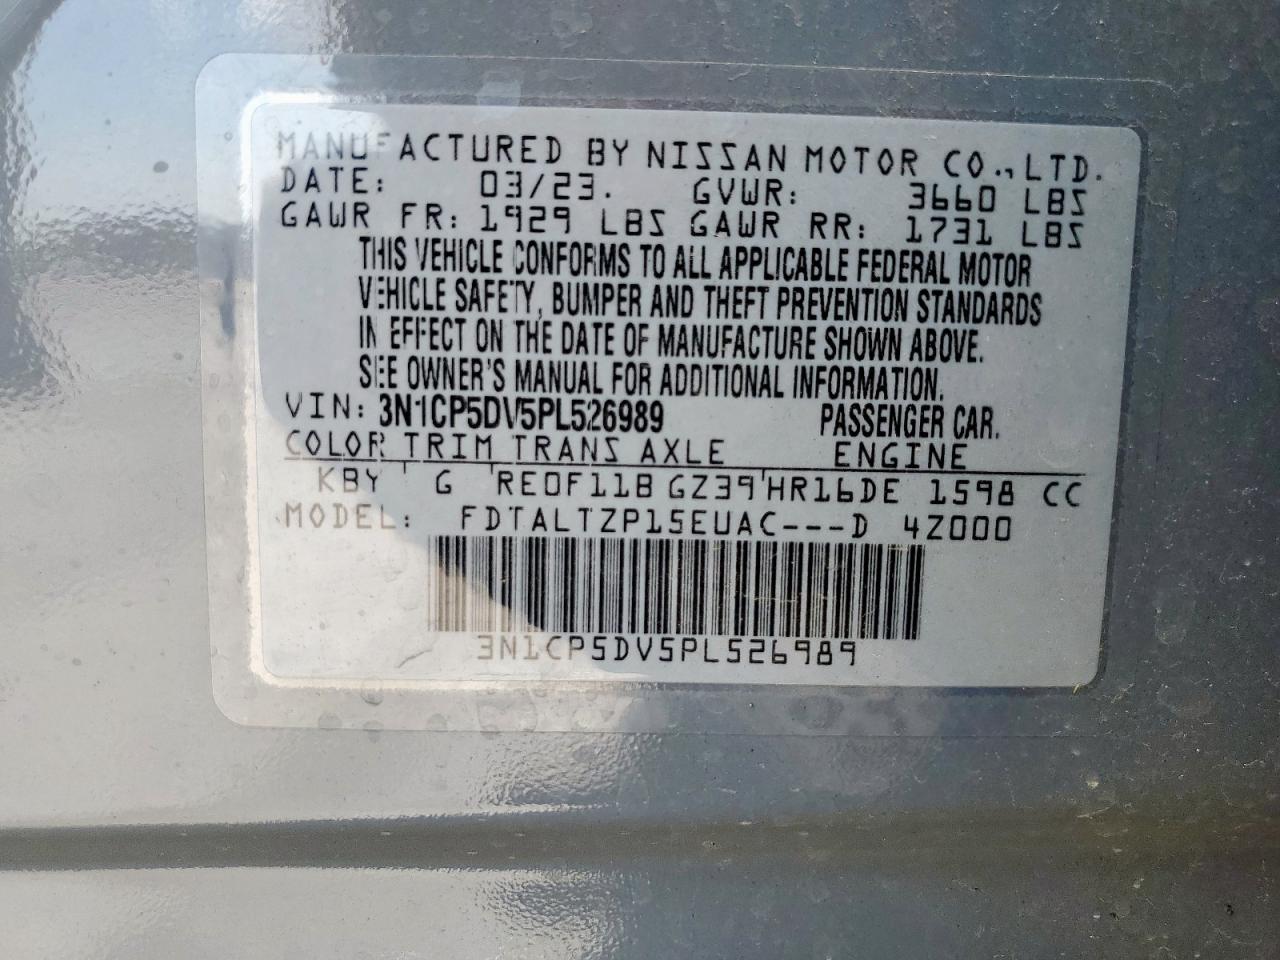 MANUFACTURED BY NISSAN MOTOR CO., LTD.
DATE: 03/23. GVWR: 3660 LBS
GAWR FR: 1929 LBS GAWR RR: 1731 LBS
THIS VEHICLE CONFORMS TO ALL APPLICABLE FEDERAL MOTOR
VEHICLE SAFETY, BUMPER AND THEFT PREVENTION STANDARDS
IN EFFECT ON THE DATE OF MANUFACTURE SHOWN ABOVE.
SEE OWNER'S MANUAL FOR ADDITIONAL INFORMATION.
VIN: 3N1CP5DV5PL526989 PASSENGER CAR.
COLOR TRIM TRANS AXLE ENGINE
KBY G RE0F11B GZ39 HR16DE 1598 CC
MODEL: FDTALTZP15EUAC---D 4Z000
3N1CP5DV5PL526989